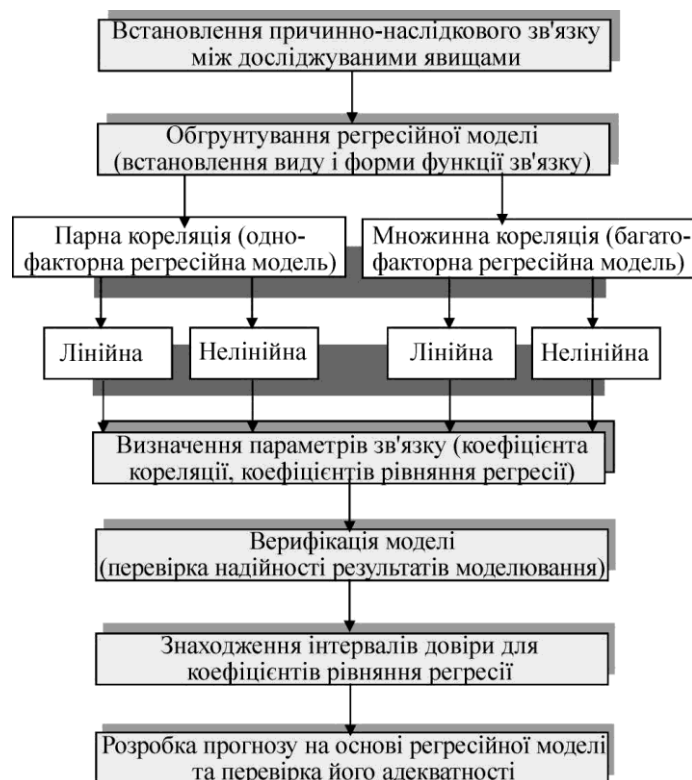 Встановлення причинно-наслідкового зв'язку
між досліджуваними явищами
Обгрунтування регресійної моделі
(встановлення виду і форми функції зв'язку)
Парна кореляція (одно-
факторна регресійна модель)
Множинна кореляція (багато-
факторна регресійна модель)
Лінійна
Нелінійна
Лінійна
Нелінійна
Визначення параметрів зв'язку (коефіцієнта
кореляції, коефіцієнтів рівняння регресії)
Верифікація моделі
(перевірка надійності результатів моделювання)
Знаходження інтервалів довіри для
коефіцієнтів рівняння регресії
Розробка прогнозу на основі регресійної моделі
та перевірка його адекватності